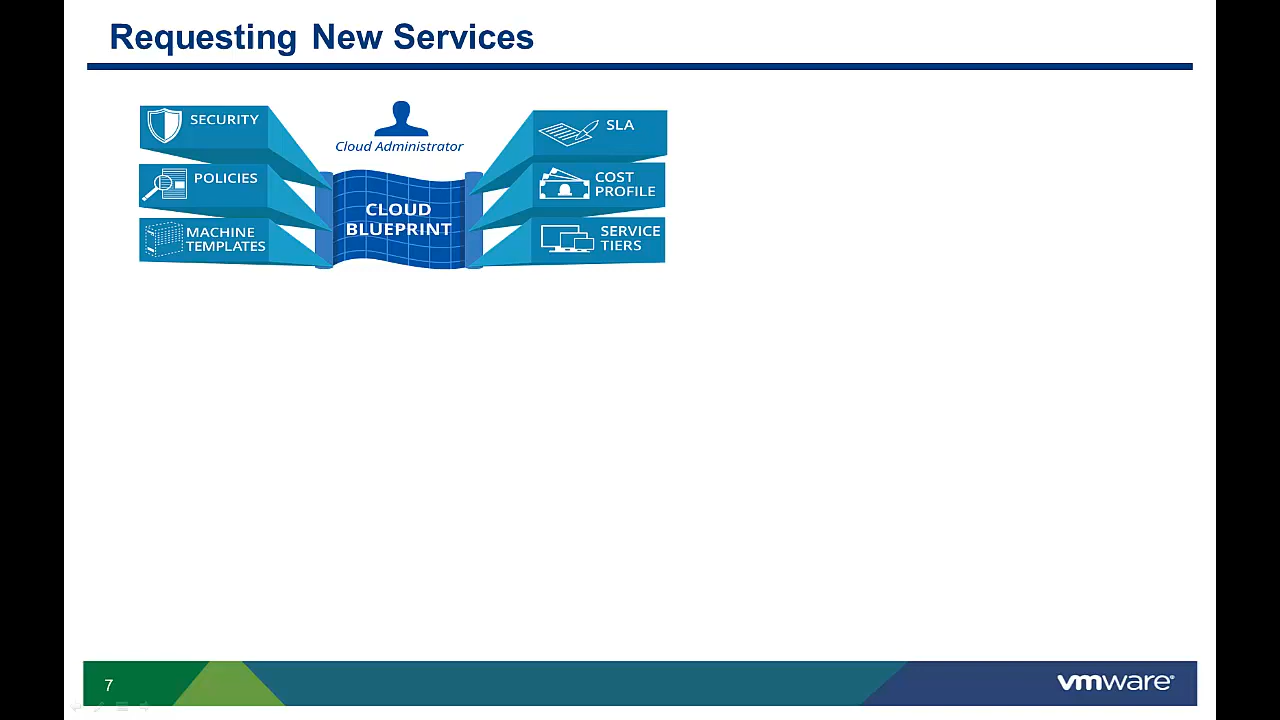 Requesting New Services
SECURITY
POLICIES
MACHINE
TEMPLATES
Cloud Administrator
CLOUD
BLUEPRINT
SLA
COST
PROFILE
SERVICE
TIERS
7
vmware